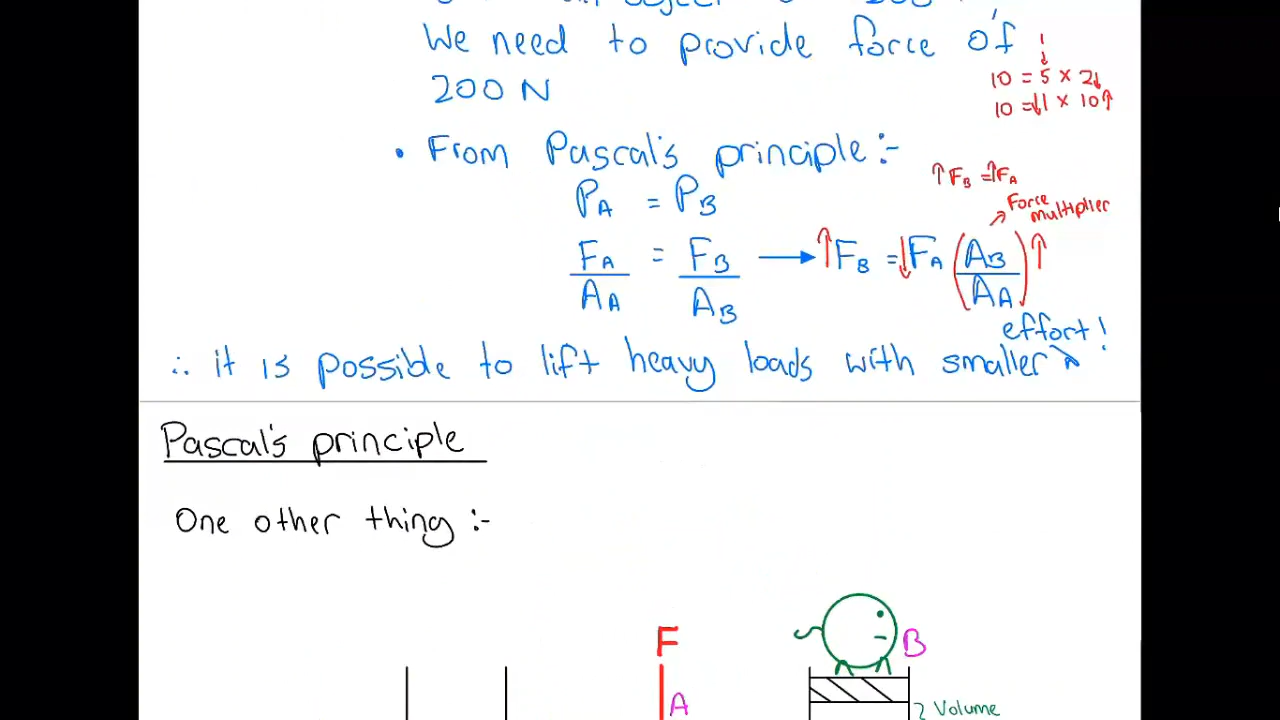 We need to provide force of
200 N
10 = 5 x 2↓
10 = ↓1 x 10↑
• From Pascal's principle :-
P_A = P_B
↑F_B = ↑F_A
Force
multiplier
F_A/A_A = F_B/A_B → ↑F_B = ↓F_A (A_B/A_A) ↑
effort!
∴ it is possible to lift heavy loads with smaller
Pascal's principle
One other thing :-
F
B
A
Volume